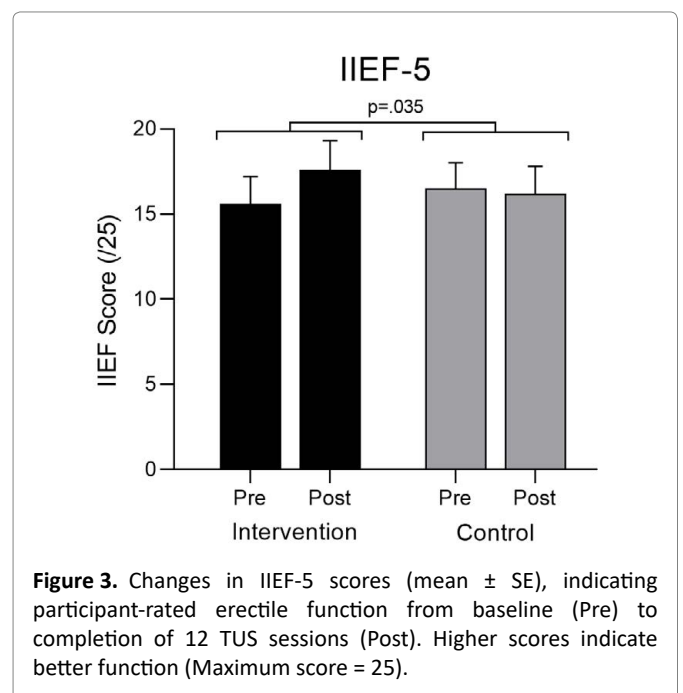 IIEF-5
p=.035
20
15
10
5
0
IIEF Score (/25)
Pre Post Pre Post
Intervention Control
Figure 3. Changes in IIEF-5 scores (mean ± SE), indicating
participant-rated erectile function from baseline (Pre) to
completion of 12 TUS sessions (Post). Higher scores indicate
better function (Maximum score = 25).